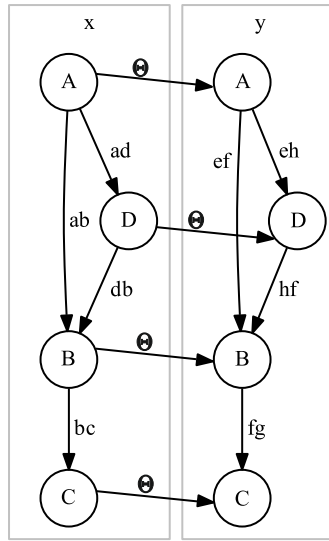 x y
A Θ A
ad eh
ef
D Θ D
ab
db hf
B Θ B
bc fg
C Θ C